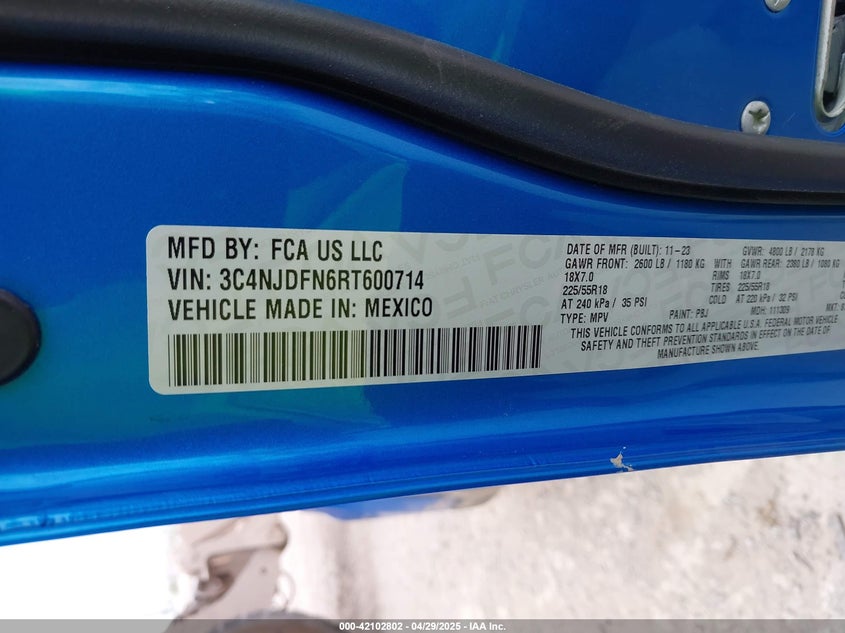 MFD BY: FCA US LLC
VIN: 3C4NJDFN6RT600714
VEHICLE MADE IN: MEXICO
DATE OF MFR (BUILT): 11-23 GVWR: 4800 LB / 2178 KG
GAWR FRONT: 2600 LB / 1180 KG WITH GAWR REAR: 2380 LB / 1080 KG
18X7.0 RIMS 18X7.0
225/55R18 TIRES 225/55R18
AT 240 kPa / 35 PSI COLD AT 220 kPa / 32 PSI
TYPE: MPV PAINT: PBJ MDH: 111309 MKT:
THIS VEHICLE CONFORMS TO ALL APPLICABLE U.S.A. FEDERAL MOTOR VEHICLE
SAFETY AND THEFT PREVENTION STANDARDS IN EFFECT ON THE DATE OF
MANUFACTURE SHOWN ABOVE.
000-42102802 - 04/29/2025 - IAA Inc.